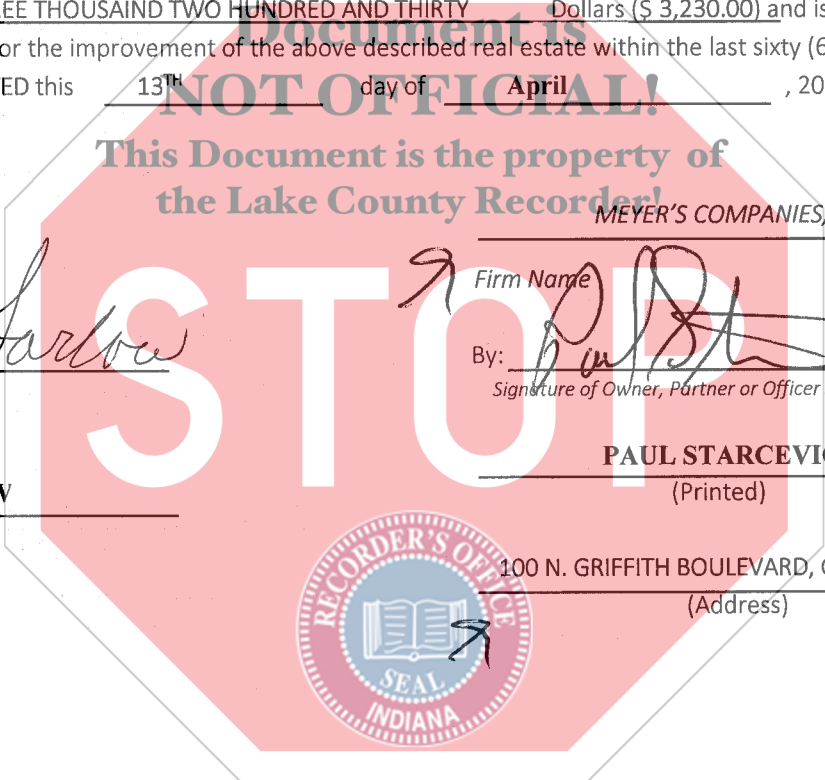 EE THOUSAIND TWO HUNDRED AND THIRTY Dollars ($ 3,230.00) and is
or the improvement of the above described real estate within the last sixty (6
ED this 13TH day of April , 20
Document is
NOT OFFICIAL!
This Document is the property of
the Lake County Recorder!
MEYER'S COMPANIES,
Firm Name
STOP
By:
Signature of Owner, Partner or Officer
PAUL STARCEVI
(Printed)
100 N. GRIFFITH BOULEVARD,
(Address)
RECORDER'S OFFICE
SEAL
INDIANA